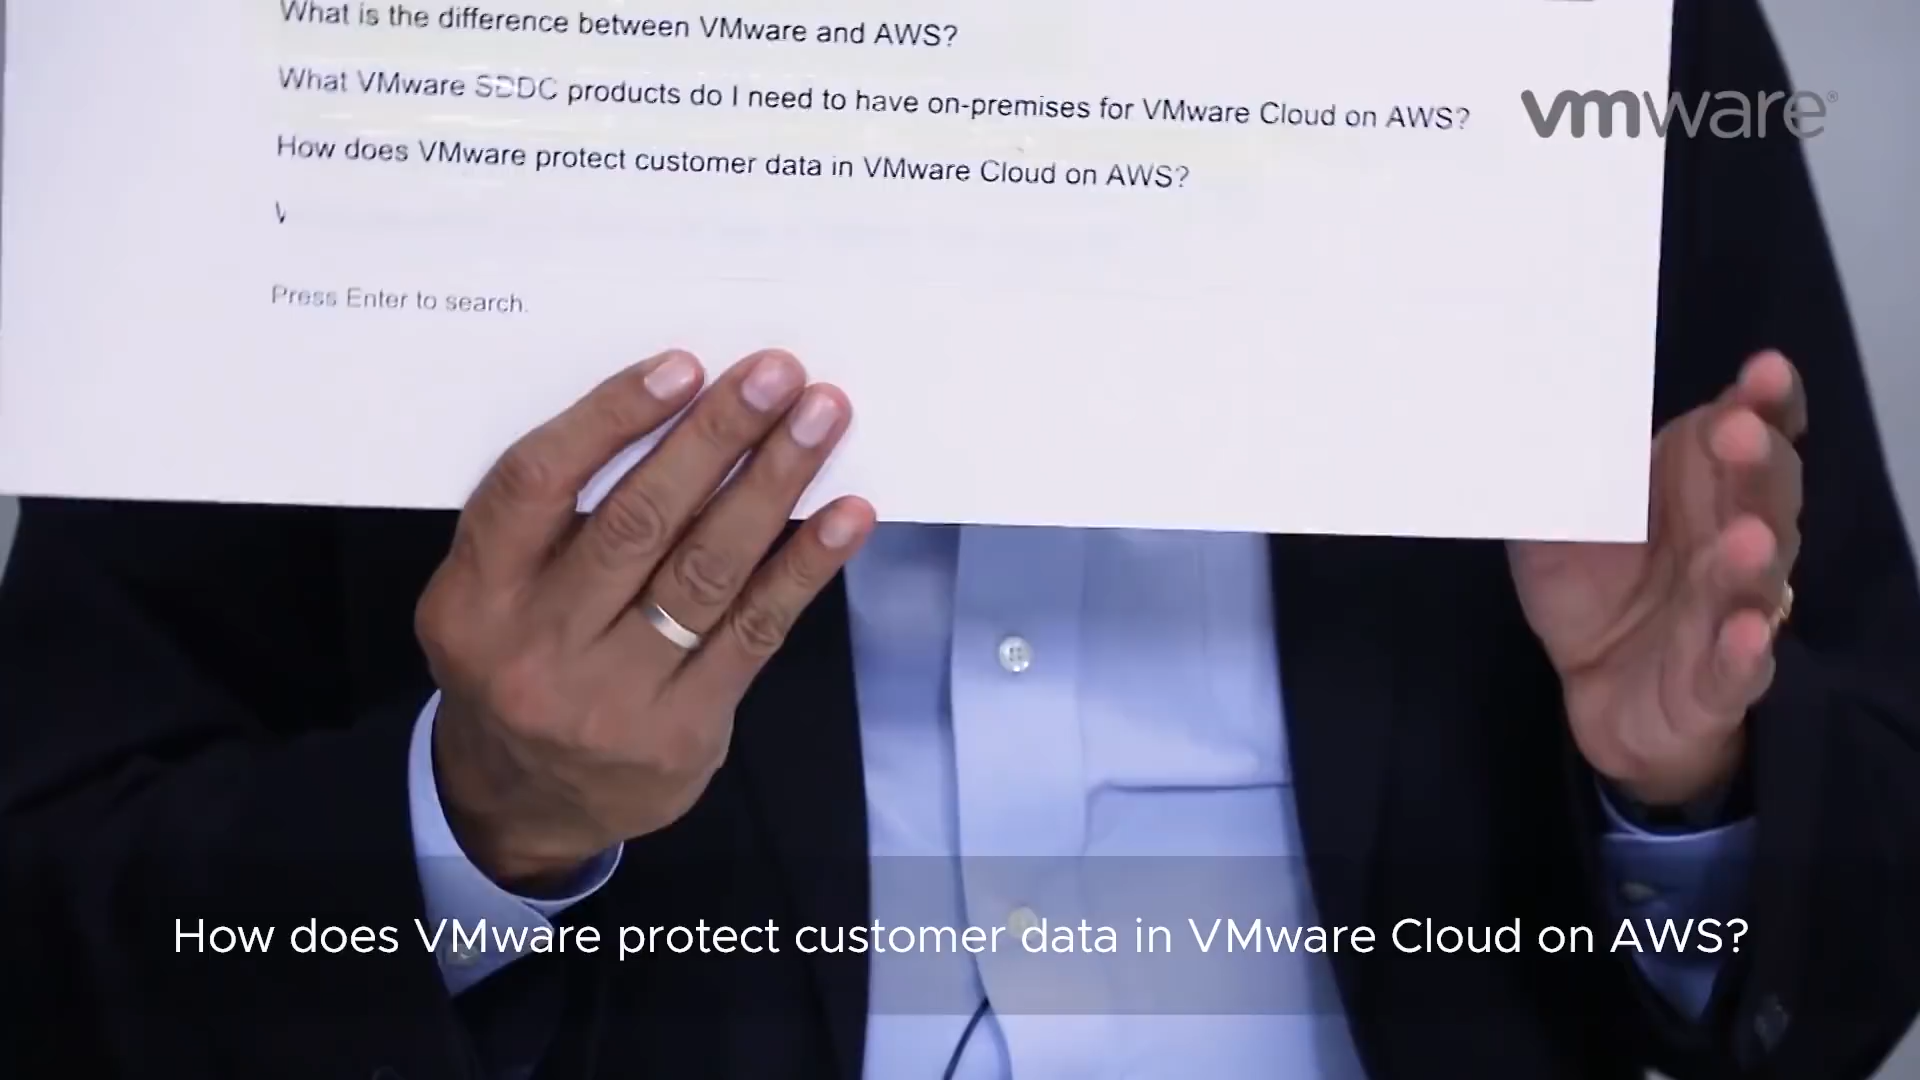 What is the difference between VMware and AWS?
What VMware SDDC products do I need to have on-premises for VMware Cloud on AWS?
vmware®
How does VMware protect customer data in VMware Cloud on AWS?
Press Enter to search.
How does VMware protect customer data in VMware Cloud on AWS?